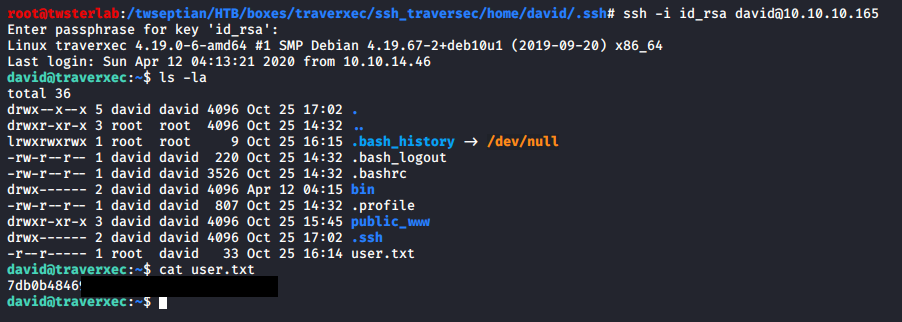 root@twsterlab:/twseptian/HTB/boxes/traverxec/ssh_traversec/home/david/.ssh# ssh -i id_rsa david@10.10.10.165
Enter passphrase for key 'id_rsa':
Linux traverxec 4.19.0-6-amd64 #1 SMP Debian 4.19.67-2+deb10u1 (2019-09-20) x86_64
Last login: Sun Apr 12 04:13:21 2020 from 10.10.14.46
david@traverxec:~$ ls -la
total 36
drwx--x--x 5 david david 4096 Oct 25 17:02 .
drwxr-xr-x 3 root  root  4096 Oct 25 14:32 ..
lrwxrwxrwx 1 root  root     9 Oct 25 16:15 .bash_history -> /dev/null
-rw-r--r-- 1 david david  220 Oct 25 14:32 .bash_logout
-rw-r--r-- 1 david david 3526 Oct 25 14:32 .bashrc
drwx------ 2 david david 4096 Apr 12 04:15 bin
-rw-r--r-- 1 david david  807 Oct 25 14:32 .profile
drwxr-xr-x 3 david david 4096 Oct 25 15:45 public_www
drwx------ 2 david david 4096 Oct 25 17:02 .ssh
-r--r----- 1 root  david   33 Oct 25 16:14 user.txt
david@traverxec:~$ cat user.txt
7db0b4846
david@traverxec:~$